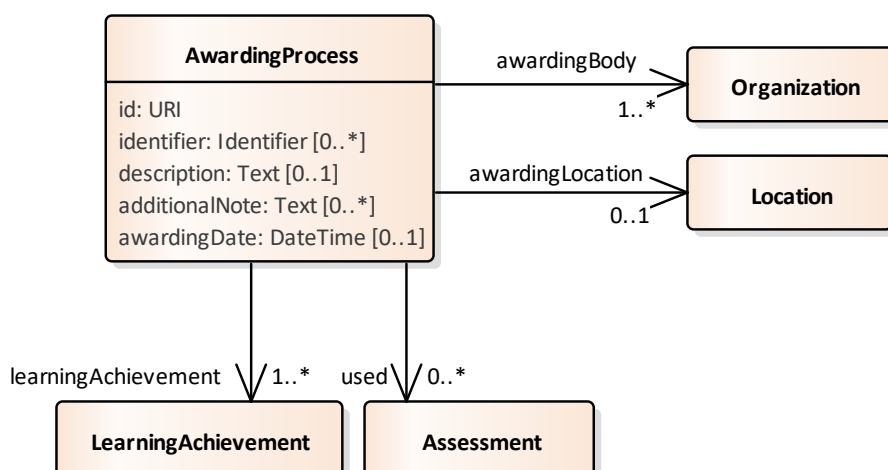 AwardingProcess
id: URI
identifier: Identifier [0..*]
description: Text [0..1]
additionalNote: Text [0..*]
awardingDate: DateTime [0..1]
awardingBody
1..*
Organization
awardingLocation
0..1
Location
learningAchievement
1..*
used
0..*
LearningAchievement
Assessment